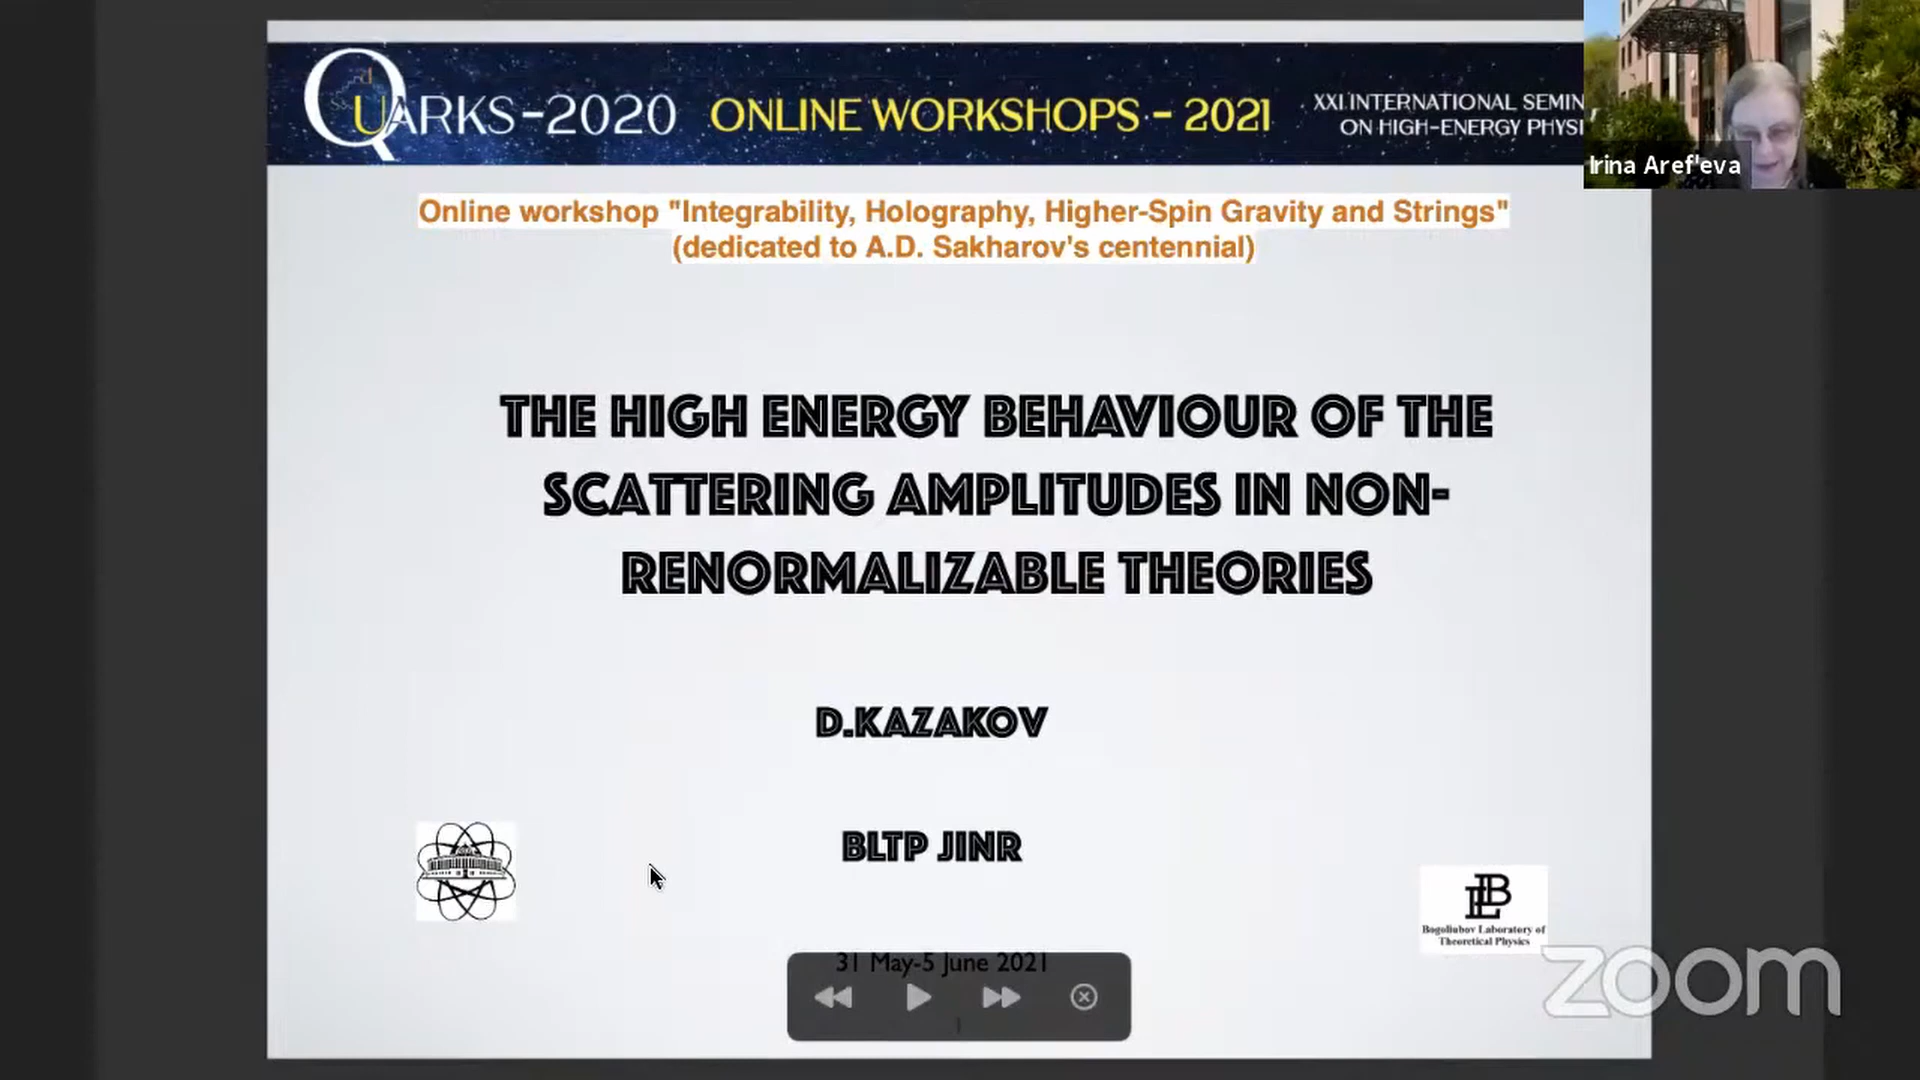 QUARKS-2020 ONLINE WORKSHOPS - 2021
XXI INTERNATIONAL SEMIN
ON HIGH-ENERGY PHYSI
Irina Aref'eva
Online workshop "Integrability, Holography, Higher-Spin Gravity and Strings"
(dedicated to A.D. Sakharov's centennial)
THE HIGH ENERGY BEHAVIOUR OF THE
SCATTERING AMPLITUDES IN NON-
RENORMALIZABLE THEORIES
D.KAZAKOV
BLTP JINR
Bogoliubov Laboratory of
Theoretical Physics
31 May-5 June 2021
1
zoom